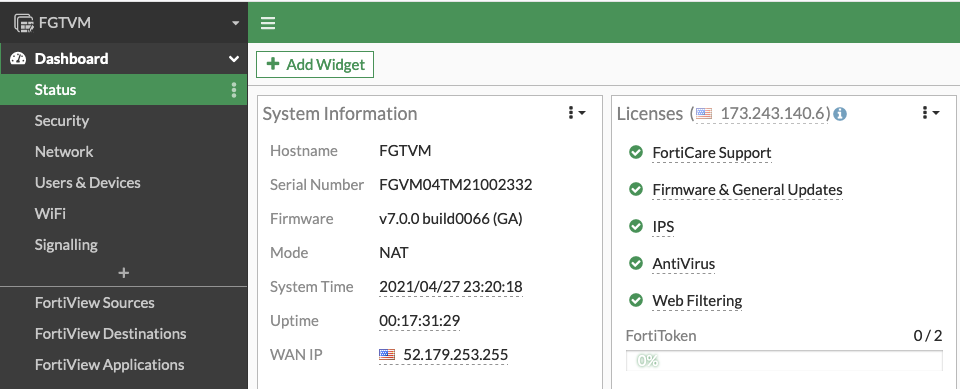 FGTVM
Dashboard
Status
Security
Network
Users & Devices
WiFi
Signalling
+
FortiView Sources
FortiView Destinations
FortiView Applications
+ Add Widget
System Information
Hostname FGTVM
Serial Number FGVM04TM21002332
Firmware v7.0.0 build0066 (GA)
Mode NAT
System Time 2021/04/27 23:20:18
Uptime 00:17:31:29
WAN IP 52.179.253.255
Licenses (173.243.140.6)
FortiCare Support
Firmware & General Updates
IPS
AntiVirus
Web Filtering
FortiToken 0 / 2
0%